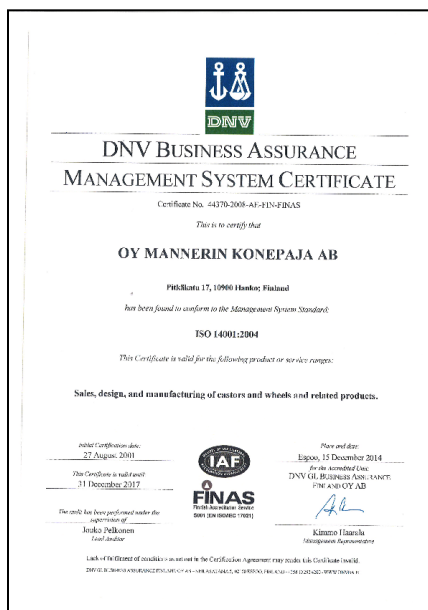 DNV
DNV BUSINESS ASSURANCE
MANAGEMENT SYSTEM CERTIFICATE
Certificate No. 44370-2008-AE-FIN-FINAS
This is to certify that
OY MANNERIN KONEPAJA AB
Pitkäkatu 17, 10900 Hanko; Finland
has been found to conform to the Management System Standard:
ISO 14001:2004
This Certificate is valid for the following product or service ranges:
Sales, design, and manufacturing of castors and wheels and related products.
Initial Certification date:
27 August 2001
This Certificate is valid until
31 December 2017
The audit has been performed under the
supervision of
Jouko Pelkonen
Lead Auditor
IAF
FINAS
Finnish Accreditation Service
S001 (EN ISO/IEC 17021)
Place and date:
Espoo, 15 December 2014
for the Accredited Unit:
DNV GL BUSINESS ASSURANCE
FINLAND OY AB
Kimmo Haarala
Management Representative
Lack of fulfilment of conditions as set out in the Certification Agreement may render this Certificate invalid.
DNV GL BUSINESS ASSURANCE FINLAND OY AB